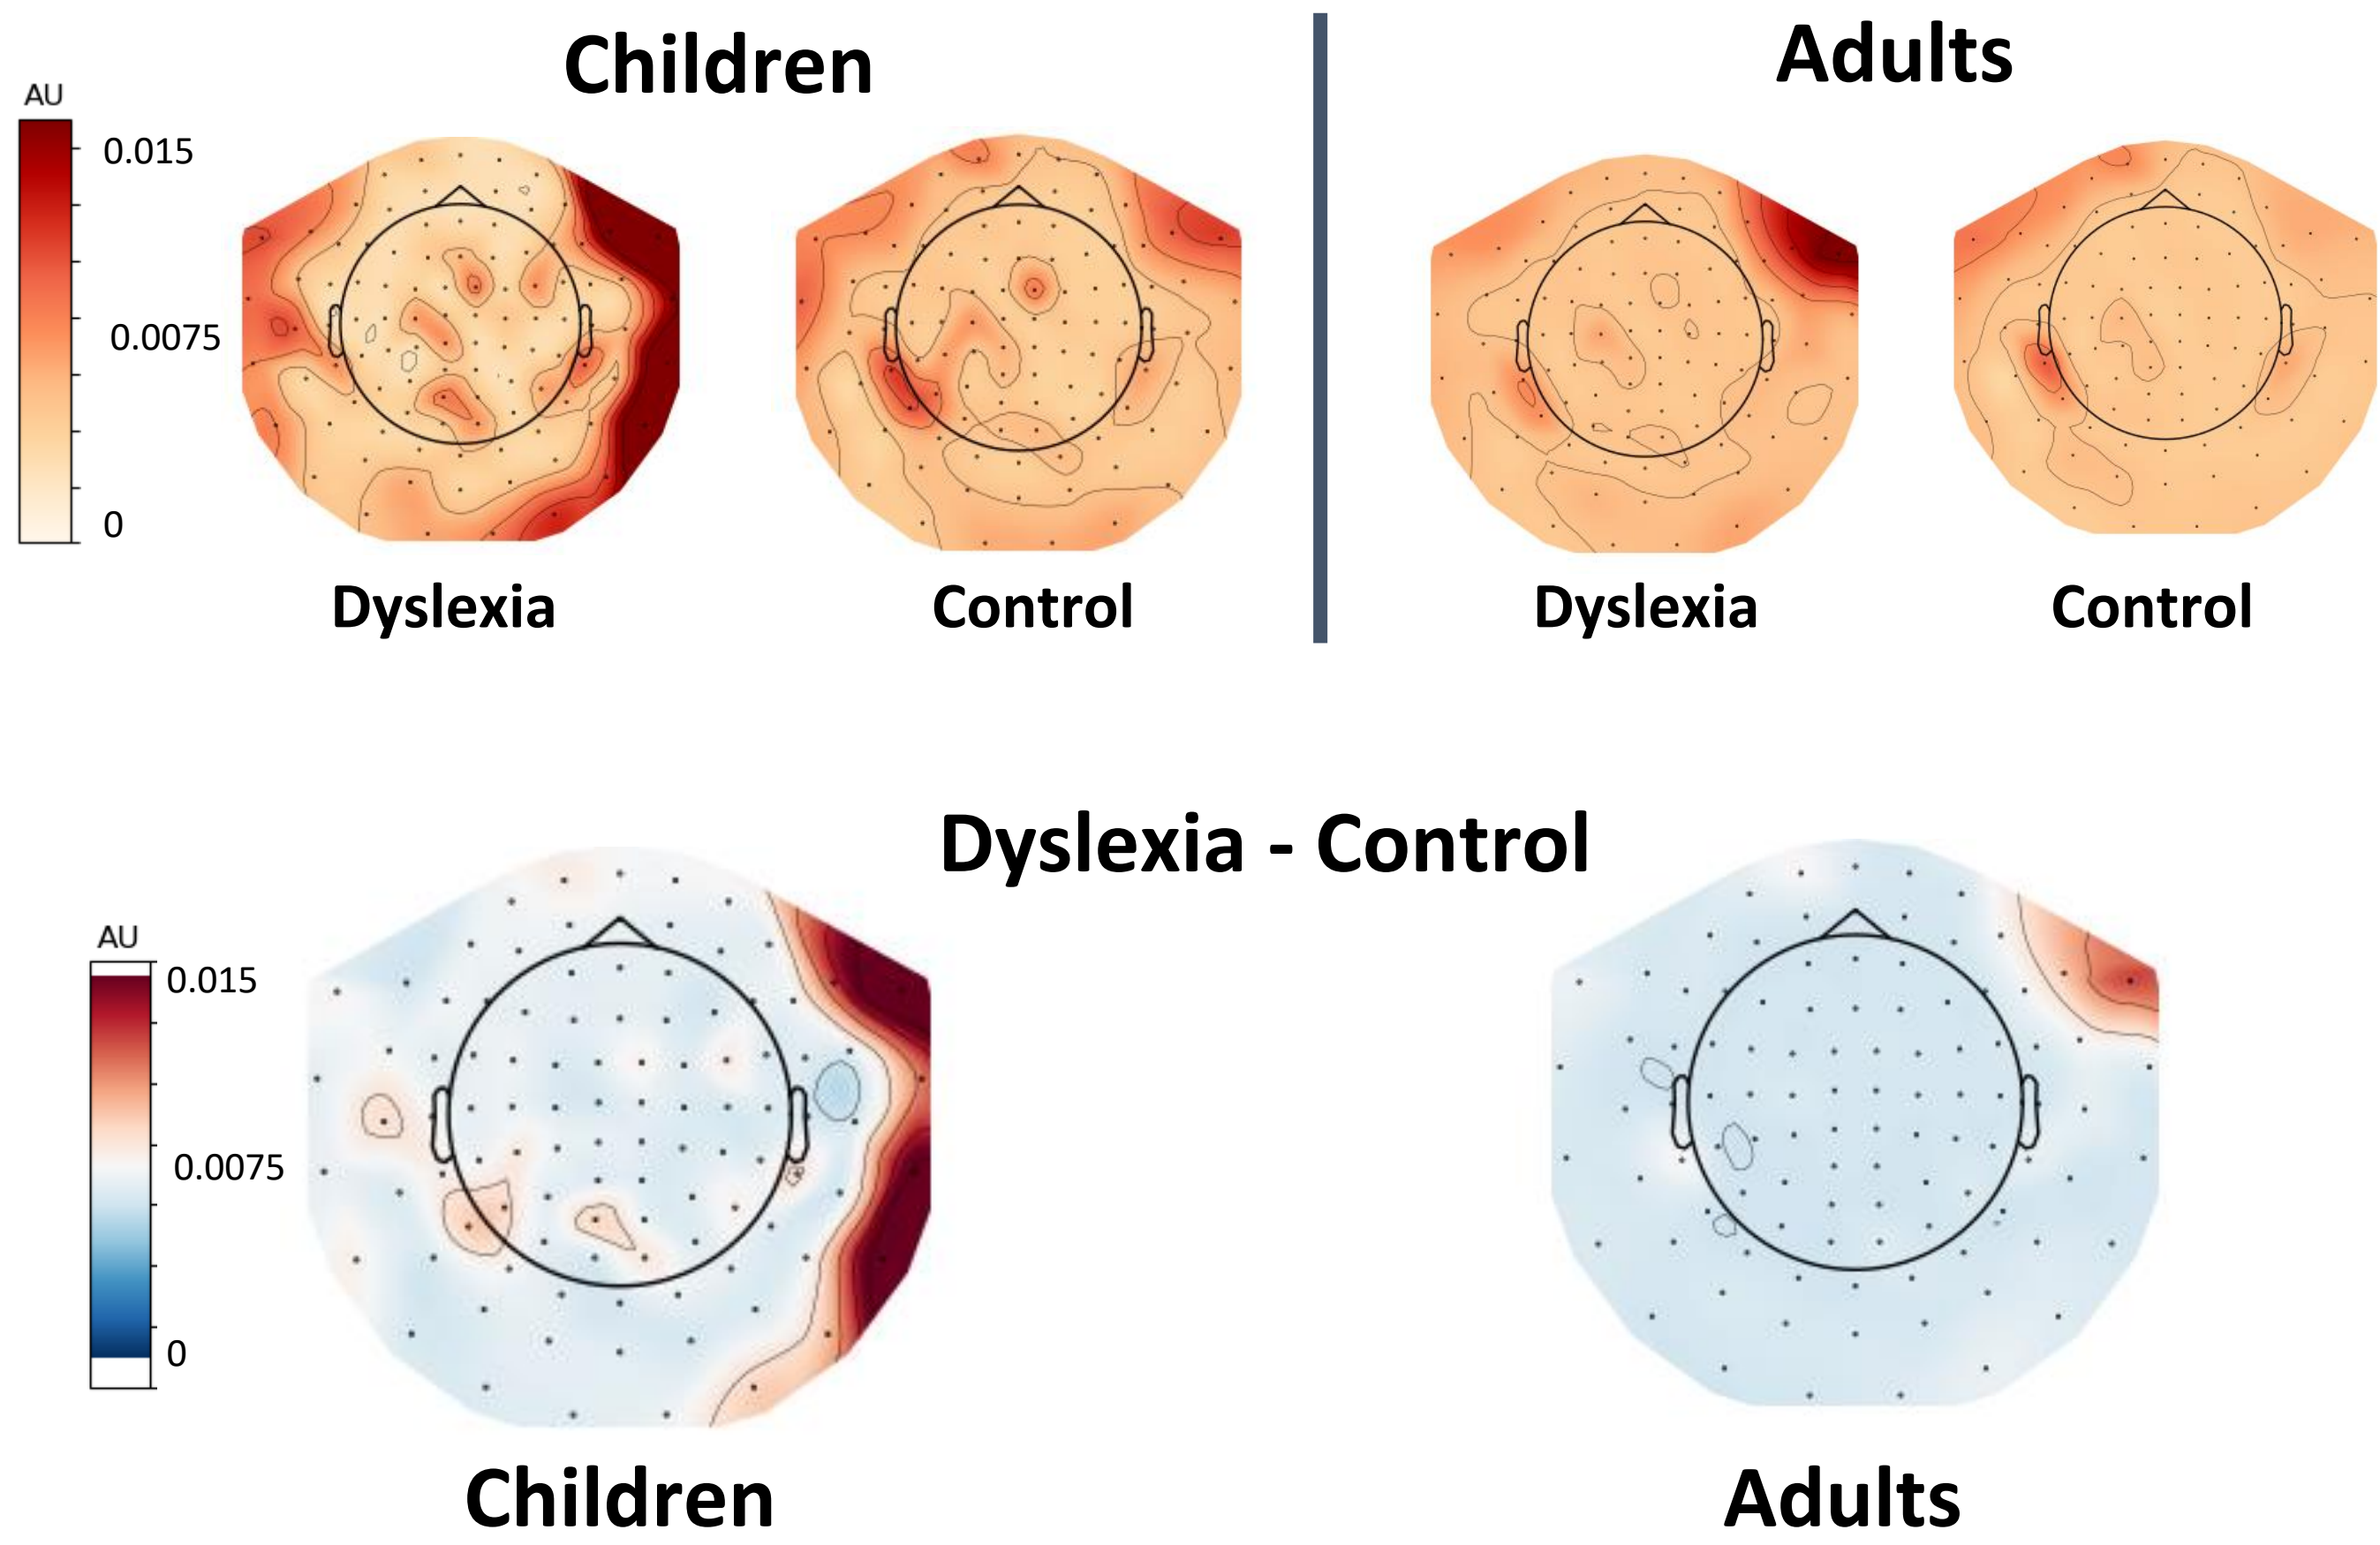 Children
Adults
AU
0.015
0.0075
0
Dyslexia
Control
Dyslexia
Control
Dyslexia - Control
AU
0.015
0.0075
0
Children
Adults